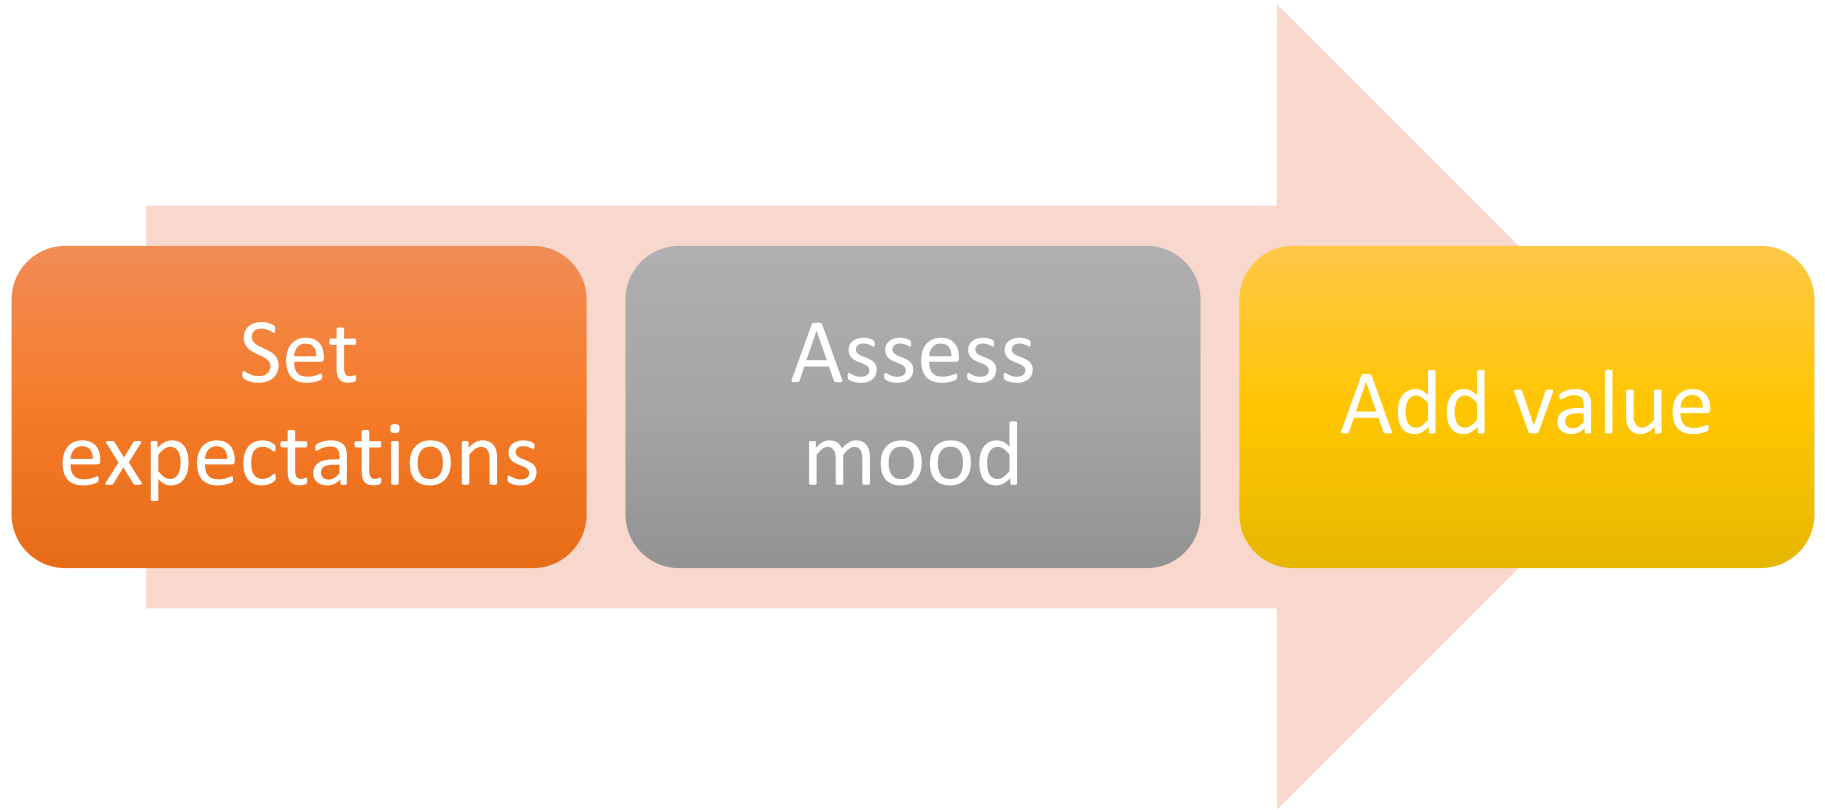 Set
expectations
Assess
mood
Add value